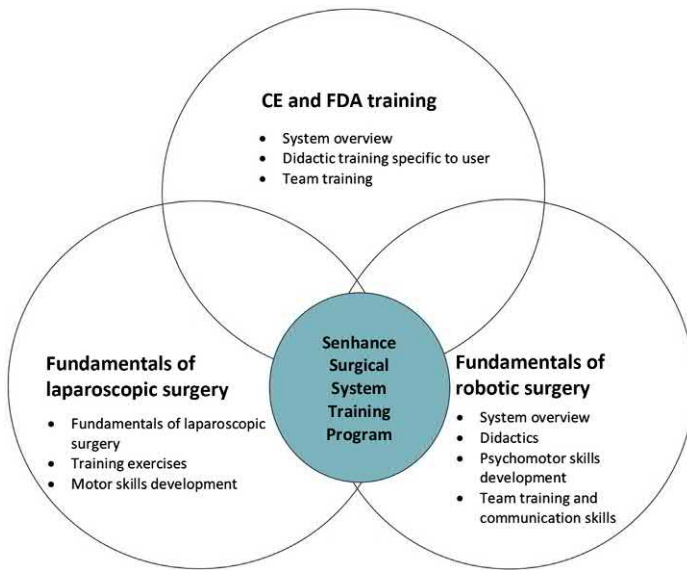 CE and FDA training
• System overview
• Didactic training specific to user
• Team training
Fundamentals of
laparoscopic surgery
• Fundamentals of laparoscopic
surgery
• Training exercises
• Motor skills development
Senhance
Surgical
System
Training
Program
Fundamentals of
robotic surgery
• System overview
• Didactics
• Psychomotor skills
development
• Team training and
communication skills